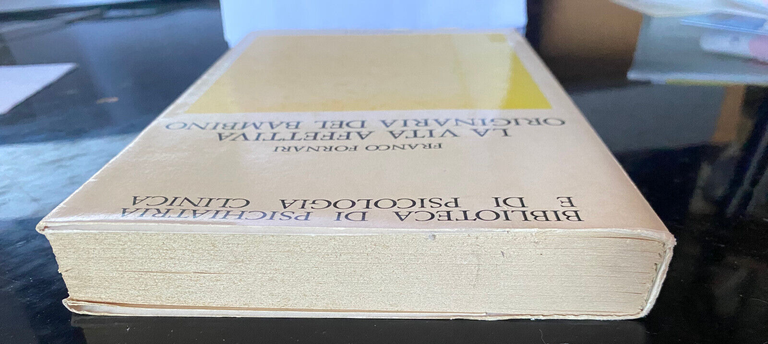 BIBLIOTECA DI PSICHIATRIA
E DI PSICOLOGIA CLINICA
FRANCO FORNARI
LA VITA AFFETTIVA
ORIGINARIA DEL BAMBINO